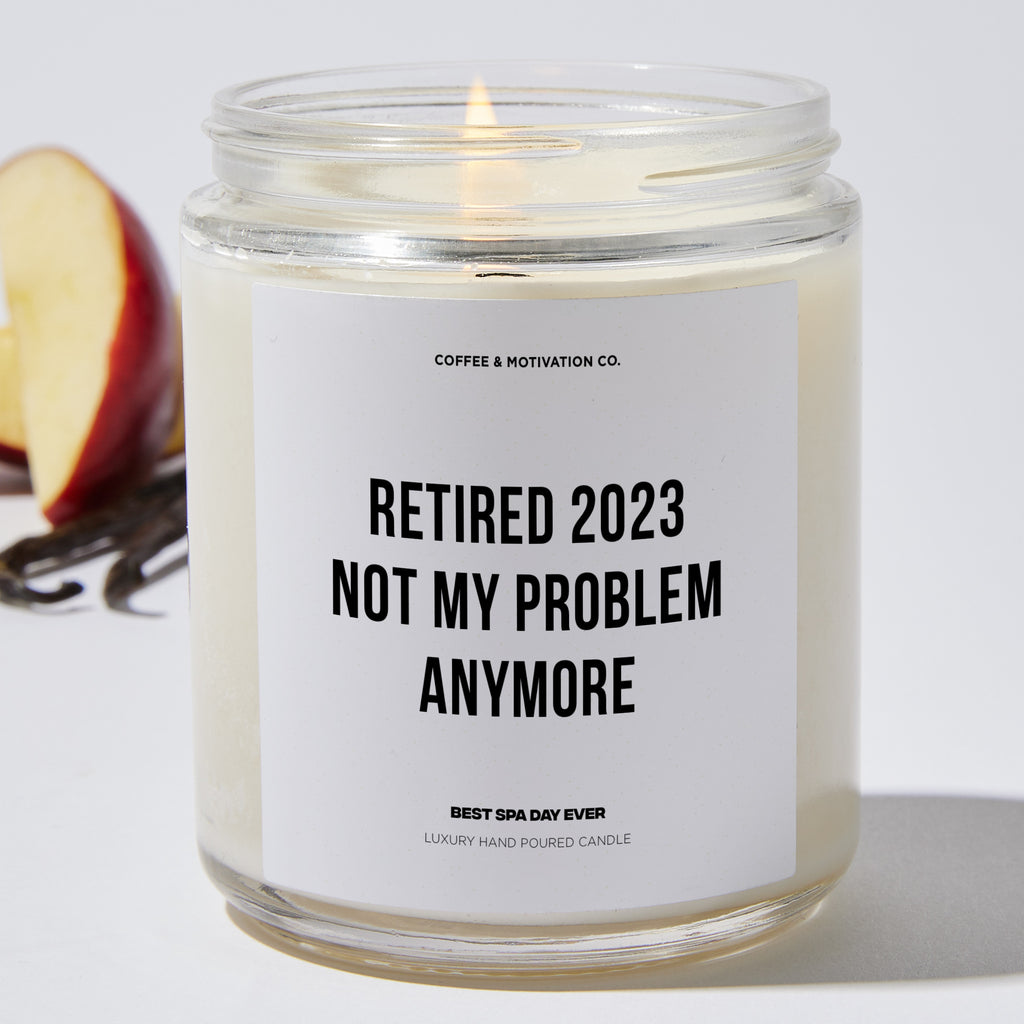 COFFEE & MOTIVATION CO.
RETIRED 2023
NOT MY PROBLEM
ANYMORE
BEST SPA DAY EVER
LUXURY HAND POURED CANDLE